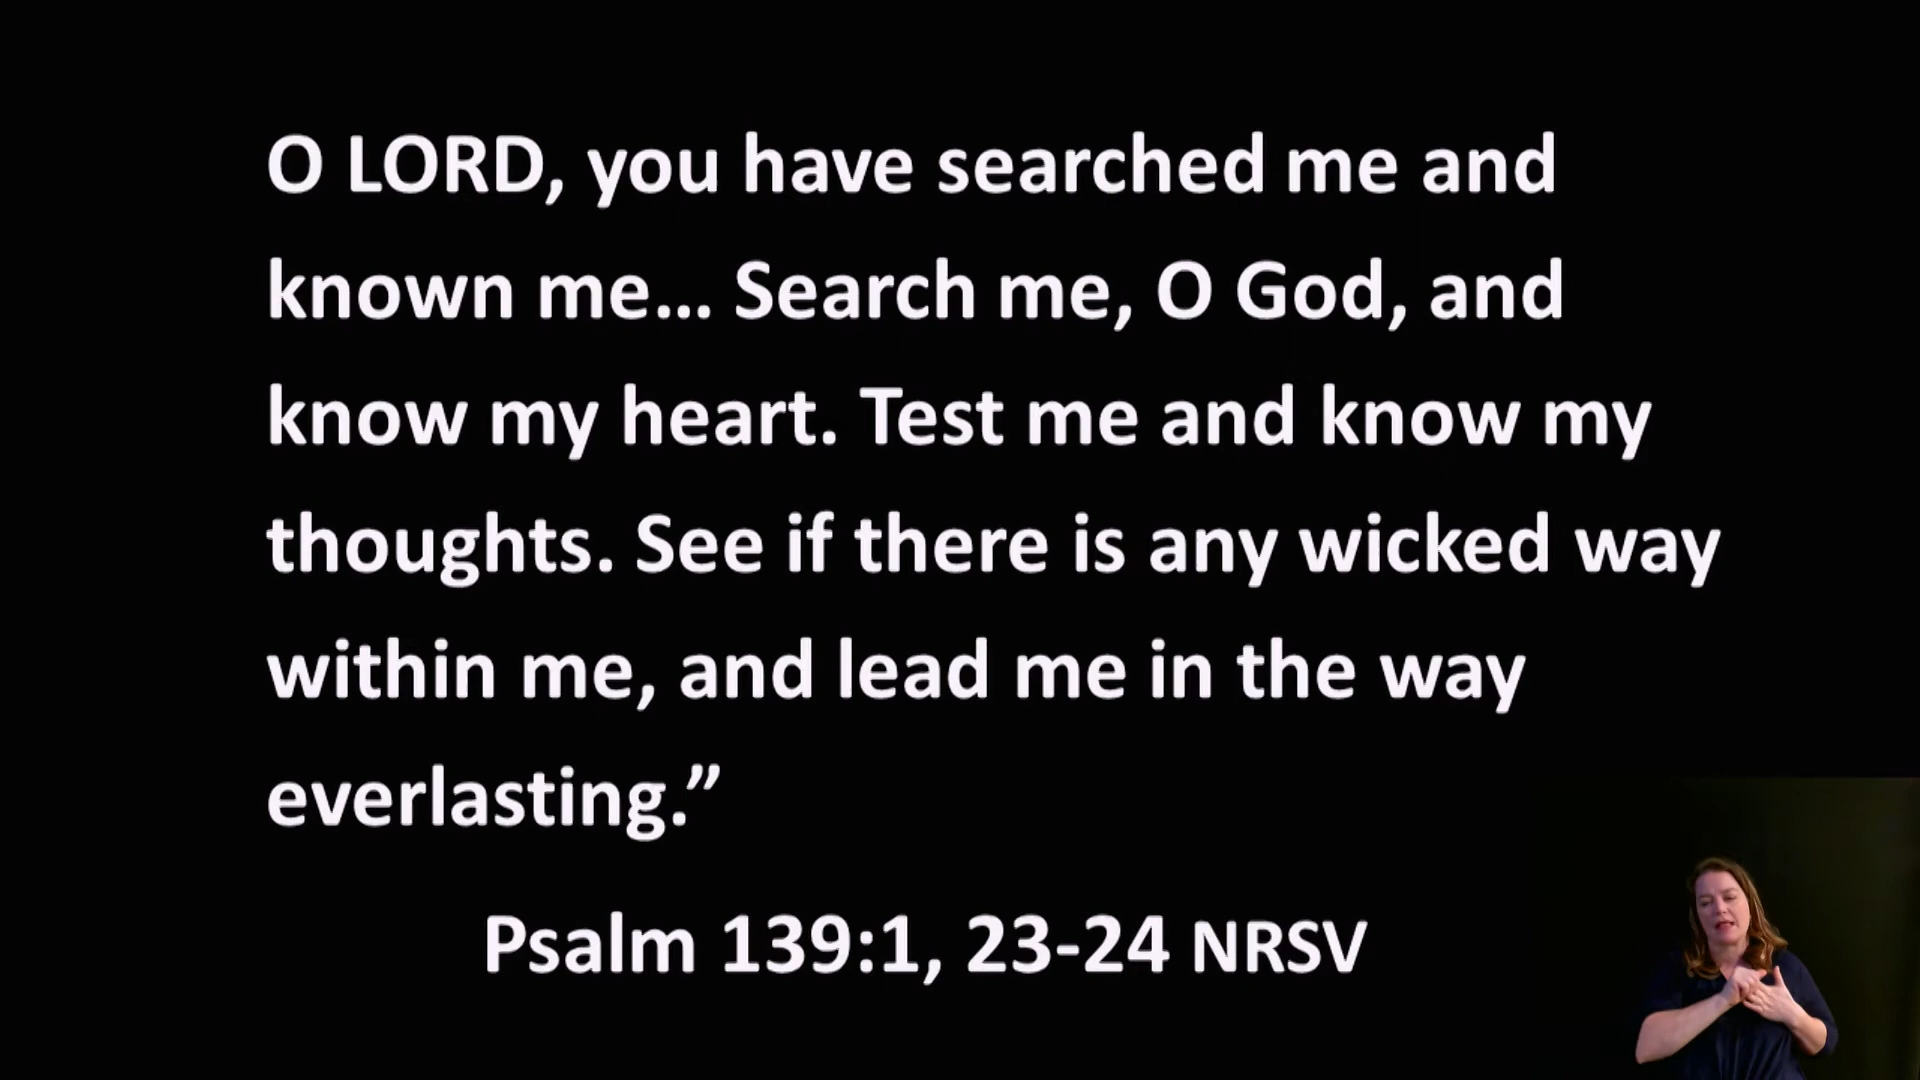 O LORD, you have searched me and
known me... Search me, O God, and
know my heart. Test me and know my
thoughts. See if there is any wicked way
within me, and lead me in the way
everlasting.”
Psalm 139:1, 23-24 NRSV